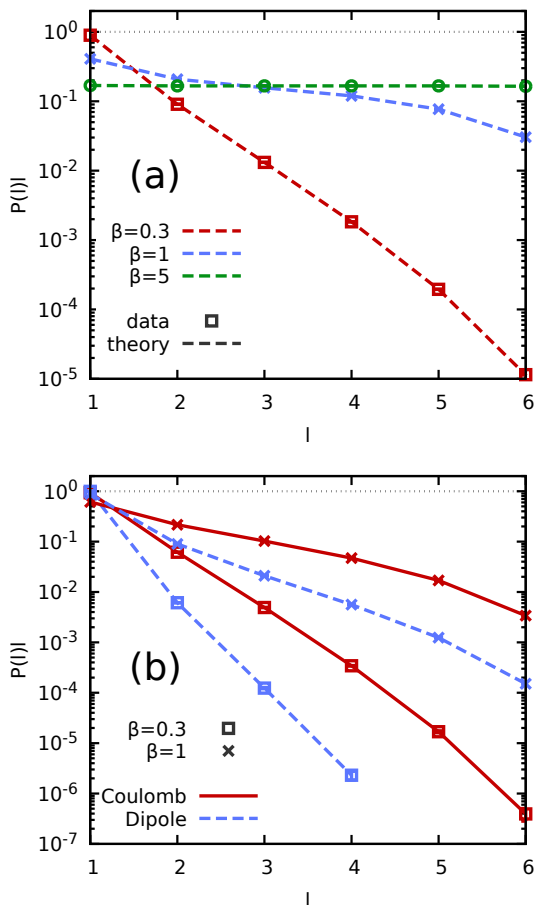 10⁰
10⁻¹
10⁻²
10⁻³
10⁻⁴
10⁻⁵
P(l)l
(a)
β=0.3
β=1
β=5
data
theory
1 2 3 4 5 6
l
10⁰
10⁻¹
10⁻²
10⁻³
10⁻⁴
10⁻⁵
10⁻⁶
10⁻⁷
P(l)l
(b)
β=0.3
β=1
Coulomb
Dipole
1 2 3 4 5 6
l